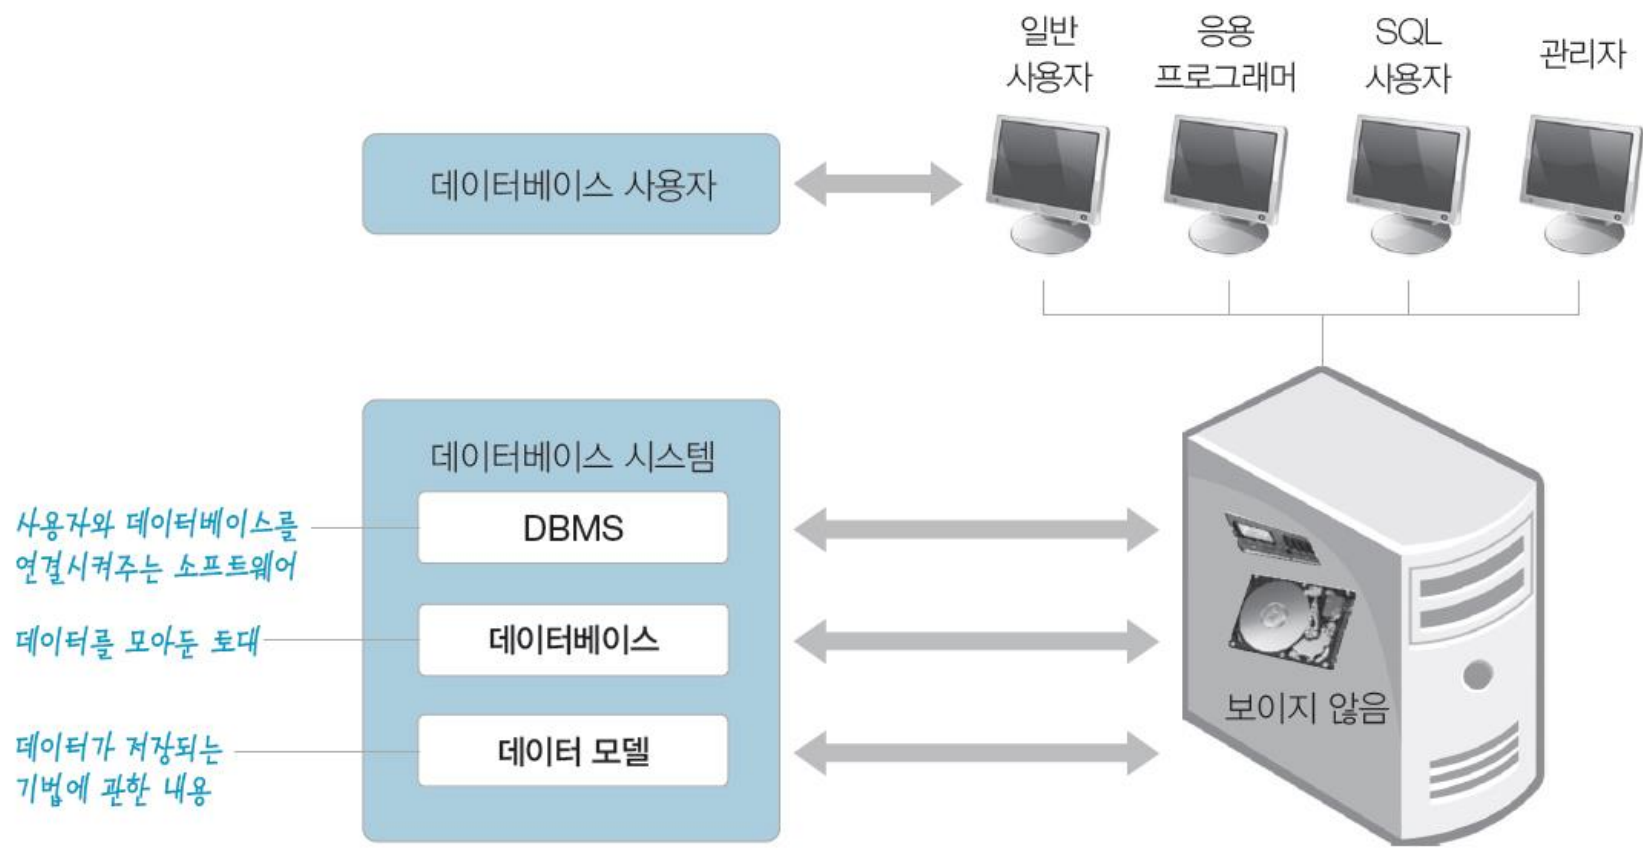 일반
사용자
응용
프로그래머
SQL
사용자
관리자
데이터베이스 사용자
데이터베이스 시스템
DBMS
사용자와 데이터베이스를
연결시켜주는 소프트웨어
데이터베이스
데이터를 모아둔 토대
데이터 모델
데이터가 저장되는
기법에 관한 내용
보이지 않음